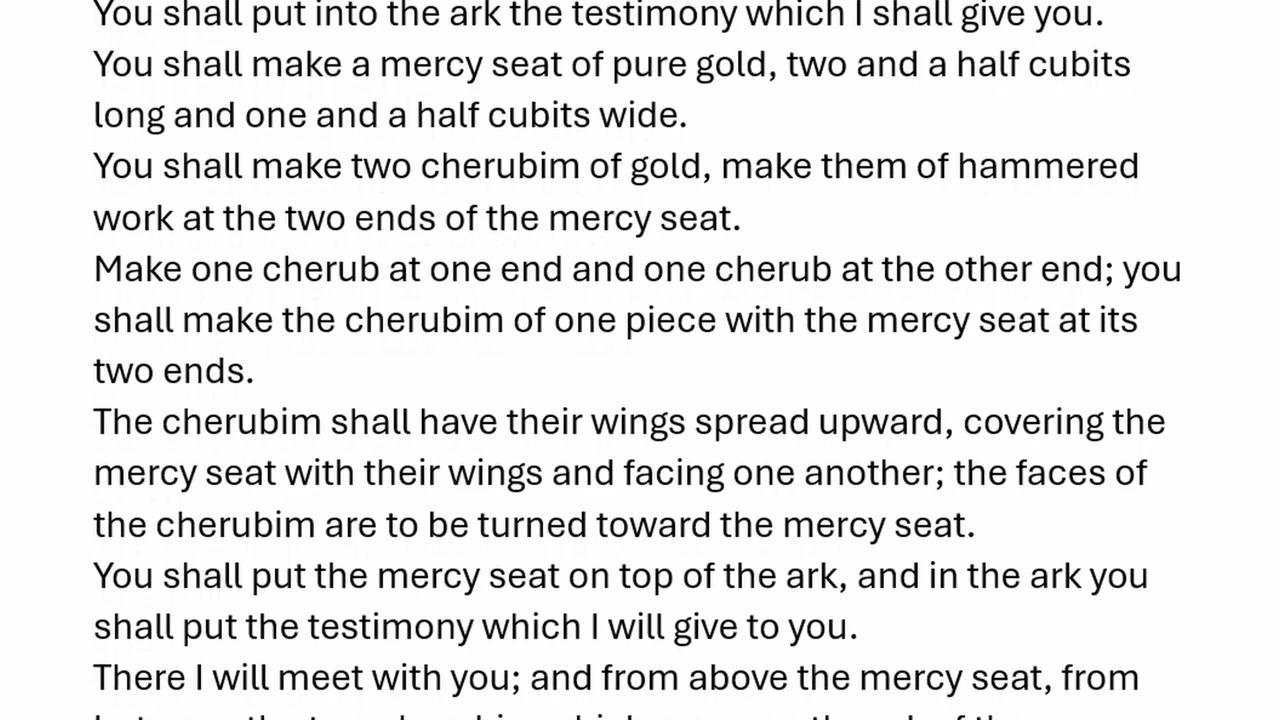 You shall put into the ark the testimony which I shall give you.
You shall make a mercy seat of pure gold, two and a half cubits
long and one and a half cubits wide.
You shall make two cherubim of gold, make them of hammered
work at the two ends of the mercy seat.
Make one cherub at one end and one cherub at the other end; you
shall make the cherubim of one piece with the mercy seat at its
two ends.
The cherubim shall have their wings spread upward, covering the
mercy seat with their wings and facing one another; the faces of
the cherubim are to be turned toward the mercy seat.
You shall put the mercy seat on top of the ark, and in the ark you
shall put the testimony which I will give to you.
There I will meet with you; and from above the mercy seat, from